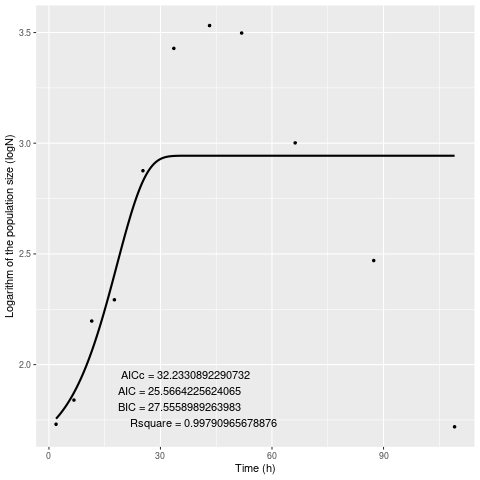 3.5
3.0
2.5
2.0
Logarithm of the population size (logN)
AICc = 32.2330892290732
AIC = 25.5664225624065
BIC = 27.5558989263983
Rsquare = 0.99790965678876
0 30 60 90
Time (h)